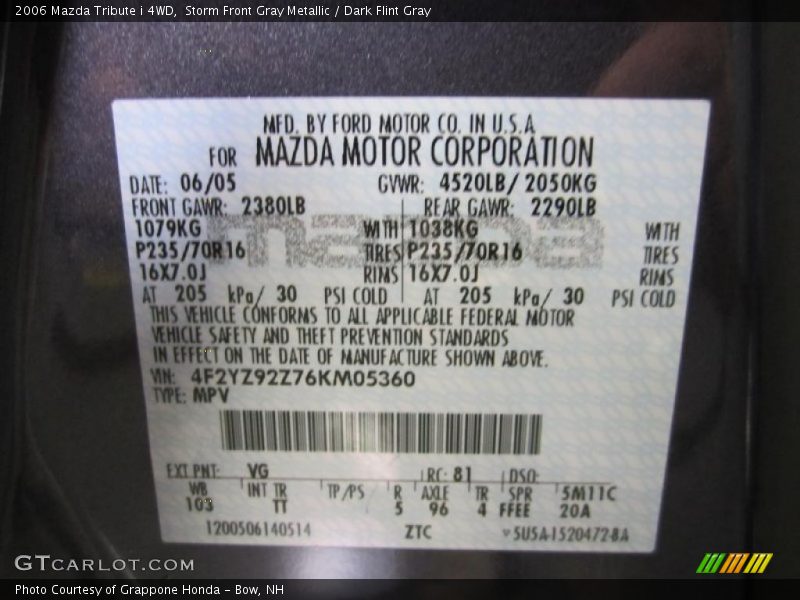 2006 Mazda Tribute i 4WD,  Storm Front Gray Metallic / Dark Flint Gray
MFD. BY FORD MOTOR CO. IN U.S.A
FOR MAZDA MOTOR CORPORATION
DATE: 06/05 GVWR: 4520LB/ 2050KG
FRONT GAWR: 2380LB REAR GAWR: 2290LB
1079KG WITH 1038KG WITH
P235/70R16 TIRES P235/70R16 TIRES
16X7.0J RIMS 16X7.0J RIMS
AT 205 kPa/ 30 PSI COLD AT 205 kPa/ 30 PSI COLD
mazda
THIS VEHICLE CONFORMS TO ALL APPLICABLE FEDERAL MOTOR
VEHICLE SAFETY AND THEFT PREVENTION STANDARDS
IN EFFECT ON THE DATE OF MANUFACTURE SHOWN ABOVE.
VIN: 4F2YZ92Z76KM05360
TYPE: MPV
EXT PNT: VG RC: 81 DSO:
WB INT TR TP/PS R AXLE TR SPR 5M11C
103 TT 5 96 4 FFEE 20A
1200506140514 ZTC 5U5A-1520472-BA
GTCARLOT.COM
Photo Courtesy of Grappone Honda - Bow, NH